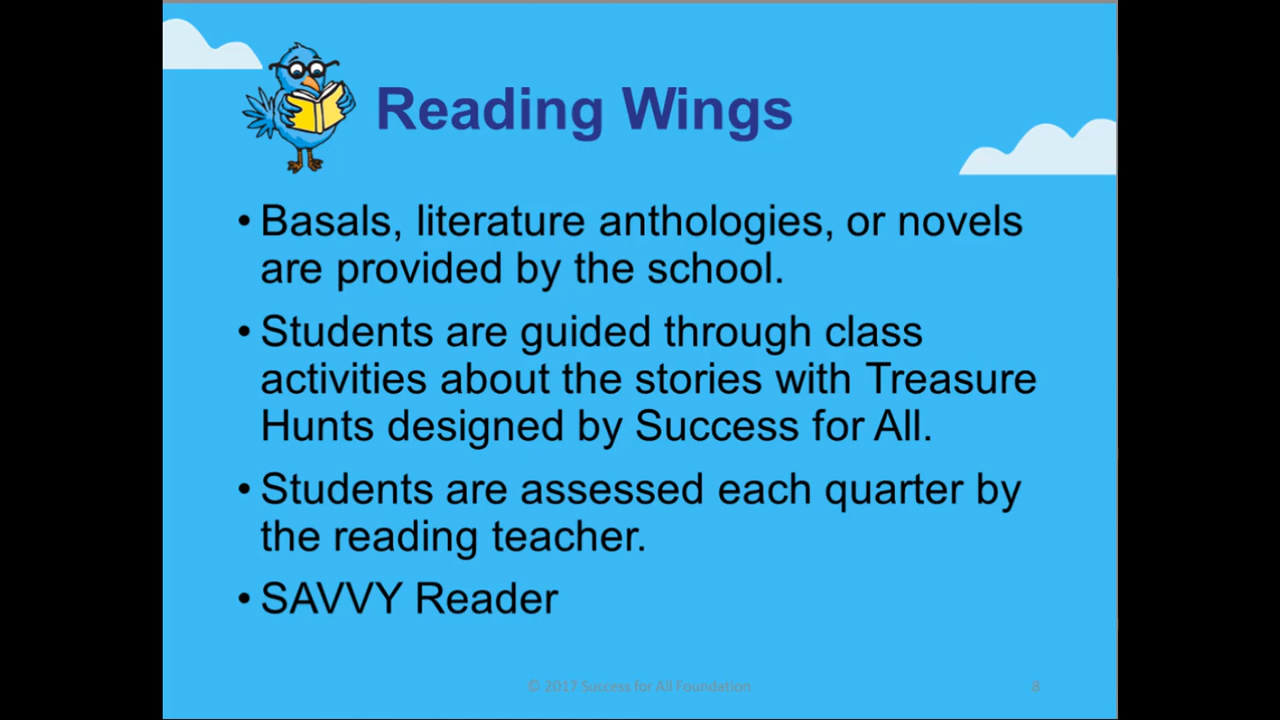 Reading Wings
• Basals, literature anthologies, or novels
are provided by the school.
• Students are guided through class
activities about the stories with Treasure
Hunts designed by Success for All.
• Students are assessed each quarter by
the reading teacher.
• SAVVY Reader
© 2017 Success for All Foundation
8